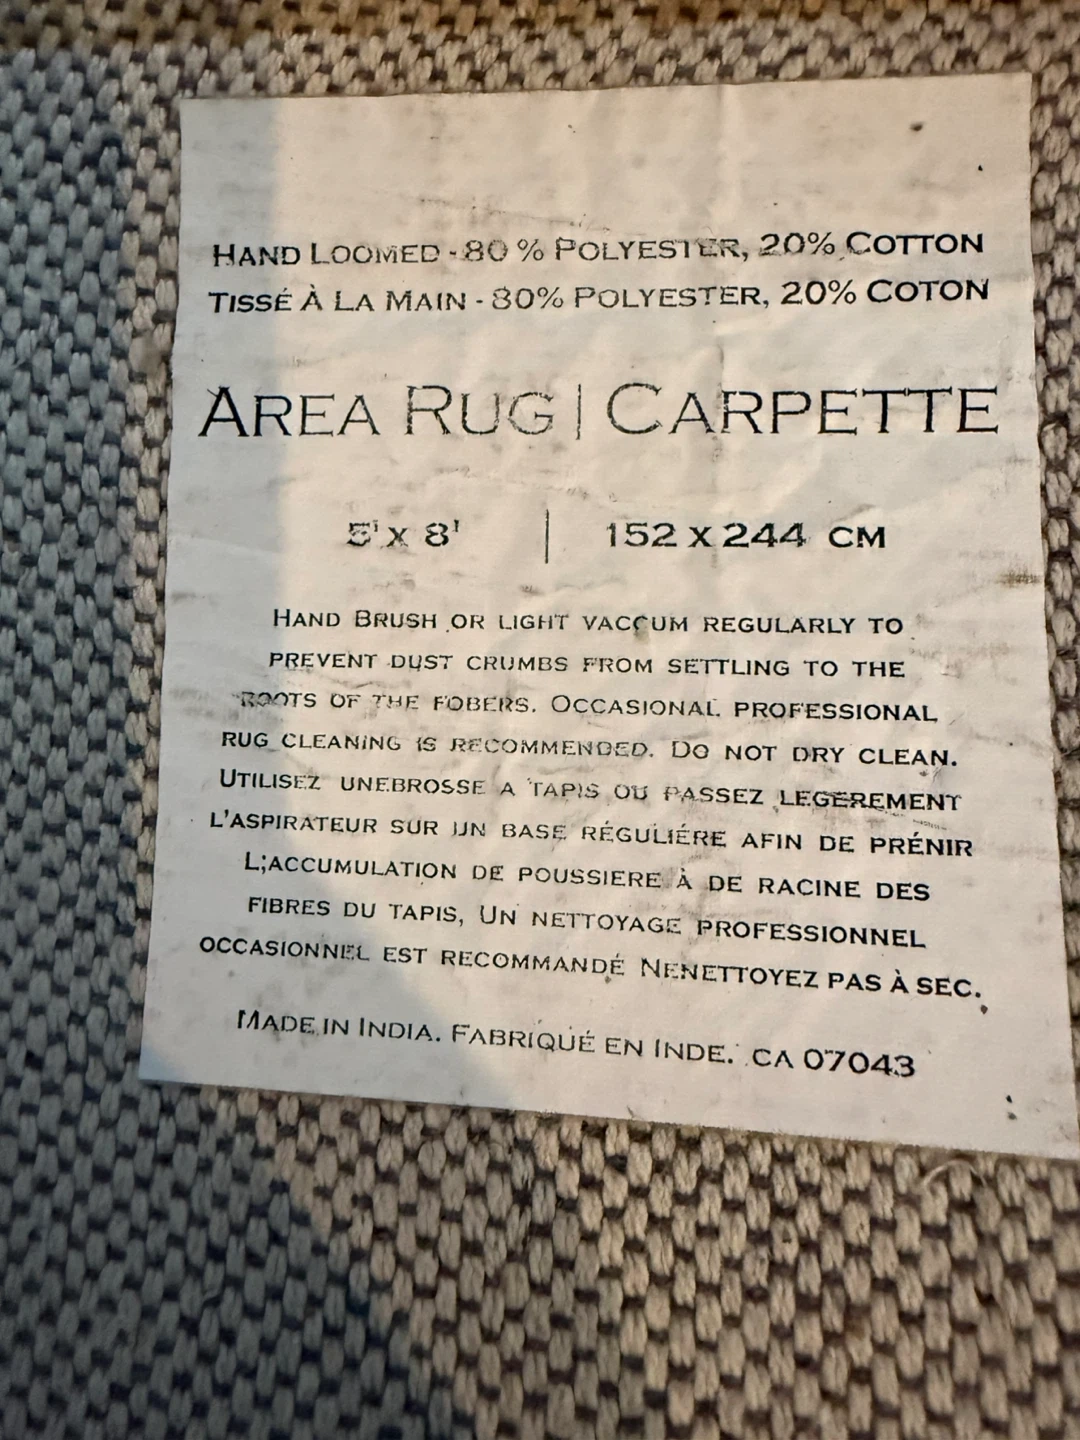 Hand Loomed - 80 % Polyester, 20% Cotton
Tissé À La Main - 80% Polyester, 20% Coton
Area Rug | Carpette
5' x 8' | 152 x 244 cm
Hand Brush or light vaccum regularly to
prevent dust crumbs from settling to the
roots of the fobers. Occasional professional
rug cleaning is recommended. Do not dry clean.
Utilisez unebrosse a tapis ou passez legerement
l'aspirateur sur un base réguliére afin de prénir
l;accumulation de poussiere à de racine des
fibres du tapis, Un nettoyage professionnel
occasionnel est recommandé Nenettoyez pas à sec.
Made in India. Fabriqué en Inde. CA 07043